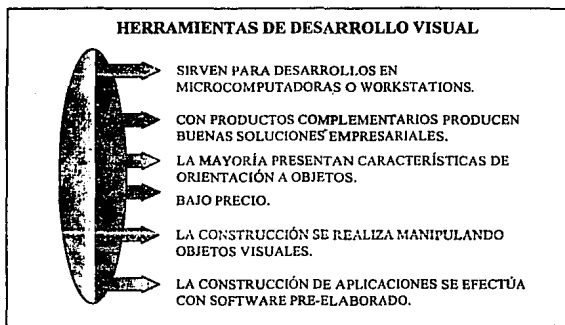 HERRAMIENTAS DE DESARROLLO VISUAL
SIRVEN PARA DESARROLLOS EN
MICROCOMPUTADORAS O WORKSTATIONS.
CON PRODUCTOS COMPLEMENTARIOS PRODUCEN
BUENAS SOLUCIONES EMPRESARIALES.
LA MAYORÍA PRESENTAN CARACTERÍSTICAS DE
ORIENTACIÓN A OBJETOS.
BAJO PRECIO.
LA CONSTRUCCIÓN SE REALIZA MANIPULANDO
OBJETOS VISUALES.
LA CONSTRUCCIÓN DE APLICACIONES SE EFECTÚA
CON SOFTWARE PRE-ELABORADO.